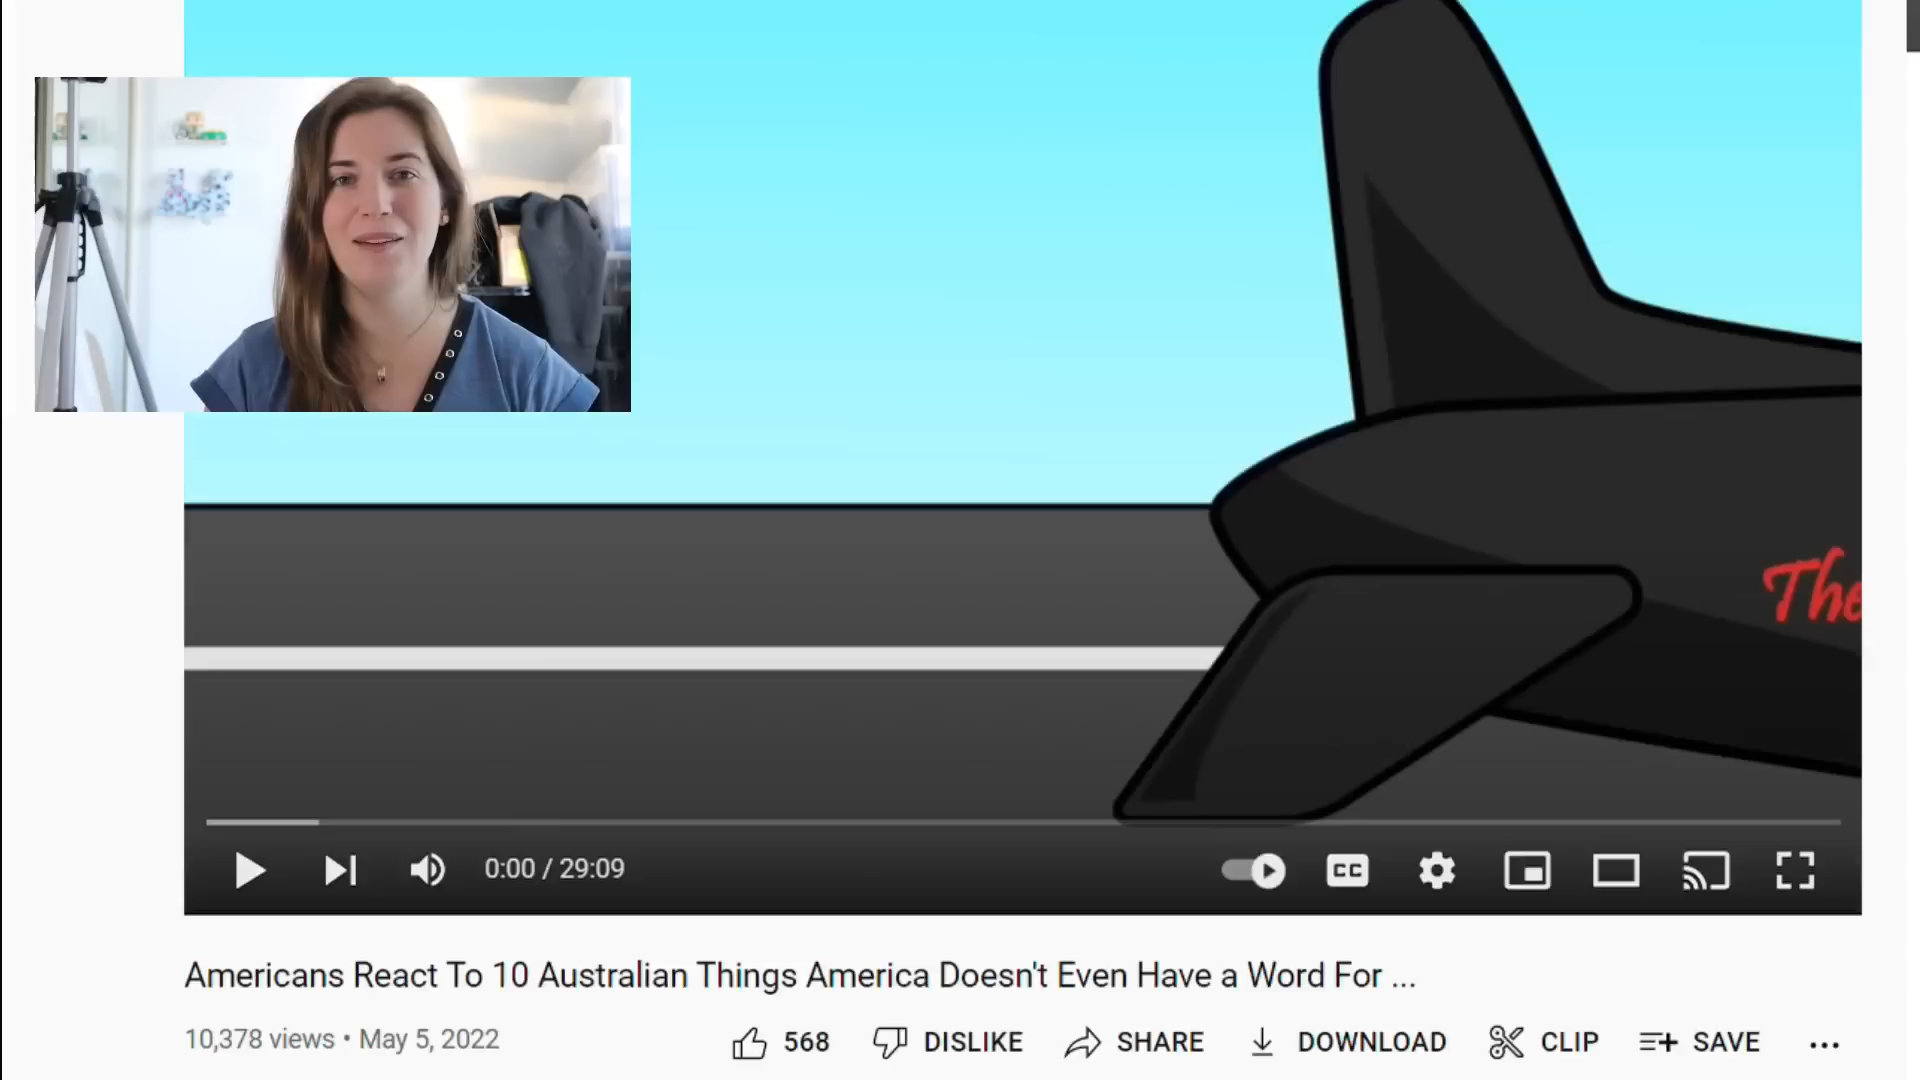 The
0:00 / 29:09
CC
Americans React To 10 Australian Things America Doesn't Even Have a Word For ...
10,378 views • May 5, 2022
568
DISLIKE
SHARE
DOWNLOAD
CLIP
SAVE
...